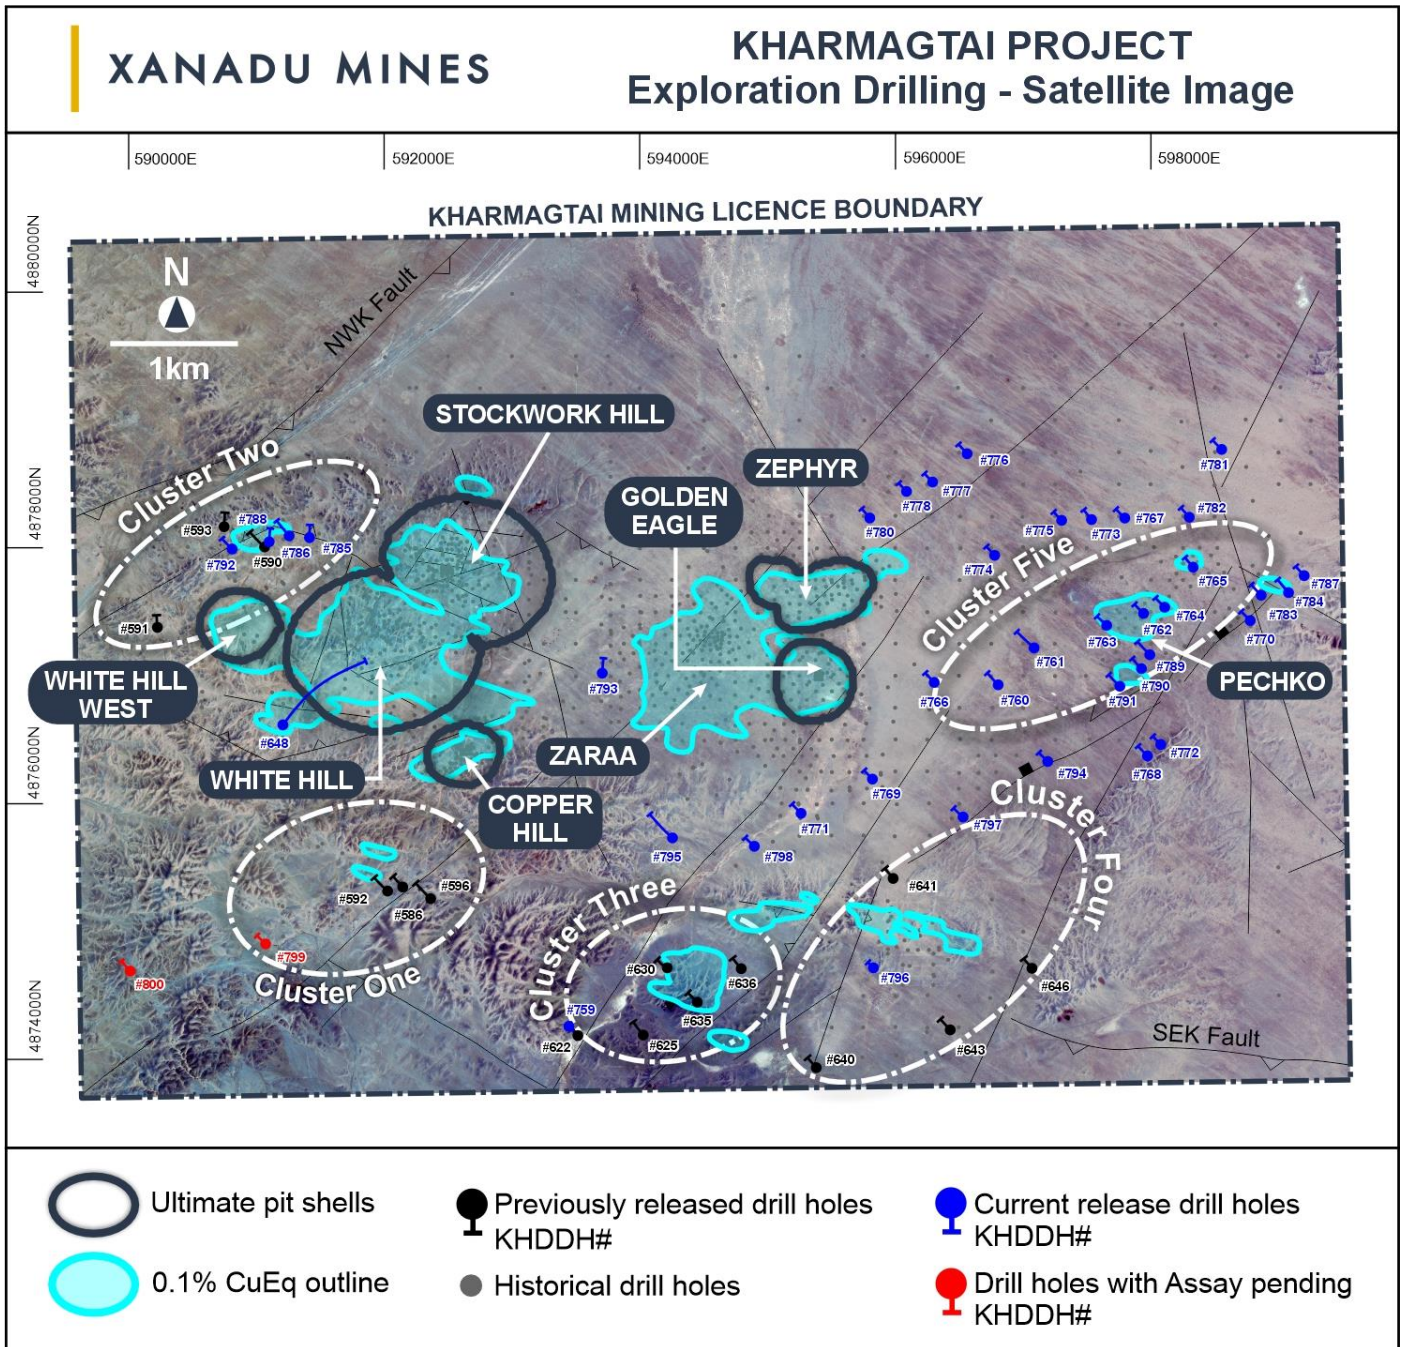 XANADU MINES
KHARMAGTAI PROJECT
Exploration Drilling - Satellite Image
590000E
592000E
594000E
596000E
598000E
KHARMAGTAI MINING LICENCE BOUNDARY
4880000N
4878000N
4876000N
4874000N
N
1km
NWK Fault
STOCKWORK HILL
ZEPHYR
GOLDEN
EAGLE
Cluster Two
#593
#788
#792
#590
#786
#785
#591
WHITE HILL
WEST
#648
WHITE HILL
COPPER
HILL
ZARAA
#793
#776
#777
#778
#780
#774
#775
#773
#767
#782
#781
Cluster Five
#765
#787
#784
#783
#770
#764
#762
#763
#761
#789
#790
#791
#760
#766
PECHKO
#772
#768
#794
#769
#771
#797
#795
#798
Cluster Four
#641
#796
#646
#643
#640
SEK Fault
Cluster Three
#630
#636
#635
#625
#759
#622
#592
#586
#596
#799
Cluster One
#800
Ultimate pit shells
0.1% CuEq outline
Previously released drill holes
KHDDH#
Historical drill holes
Current release drill holes
KHDDH#
Drill holes with Assay pending
KHDDH#